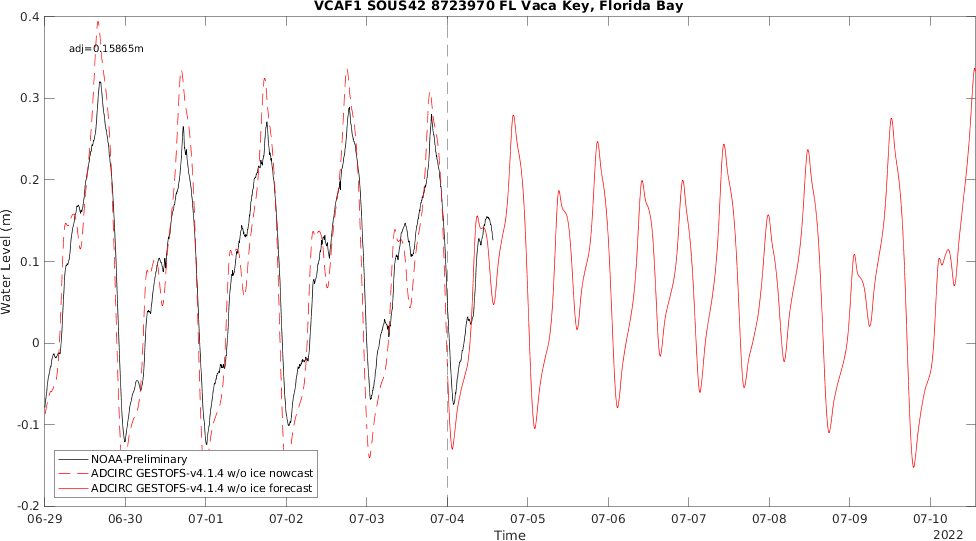 VCAF1 SOUS42 8723970 FL Vaca Key, Florida Bay
0.4
0.3
0.2
0.1
0
-0.1
-0.2
Water Level (m)
adj=0.15865m
NOAA-Preliminary
ADCIRC GESTOFS-v4.1.4 w/o ice nowcast
ADCIRC GESTOFS-v4.1.4 w/o ice forecast
06-29 06-30 07-01 07-02 07-03 07-04 07-05 07-06 07-07 07-08 07-09 07-10
Time
2022